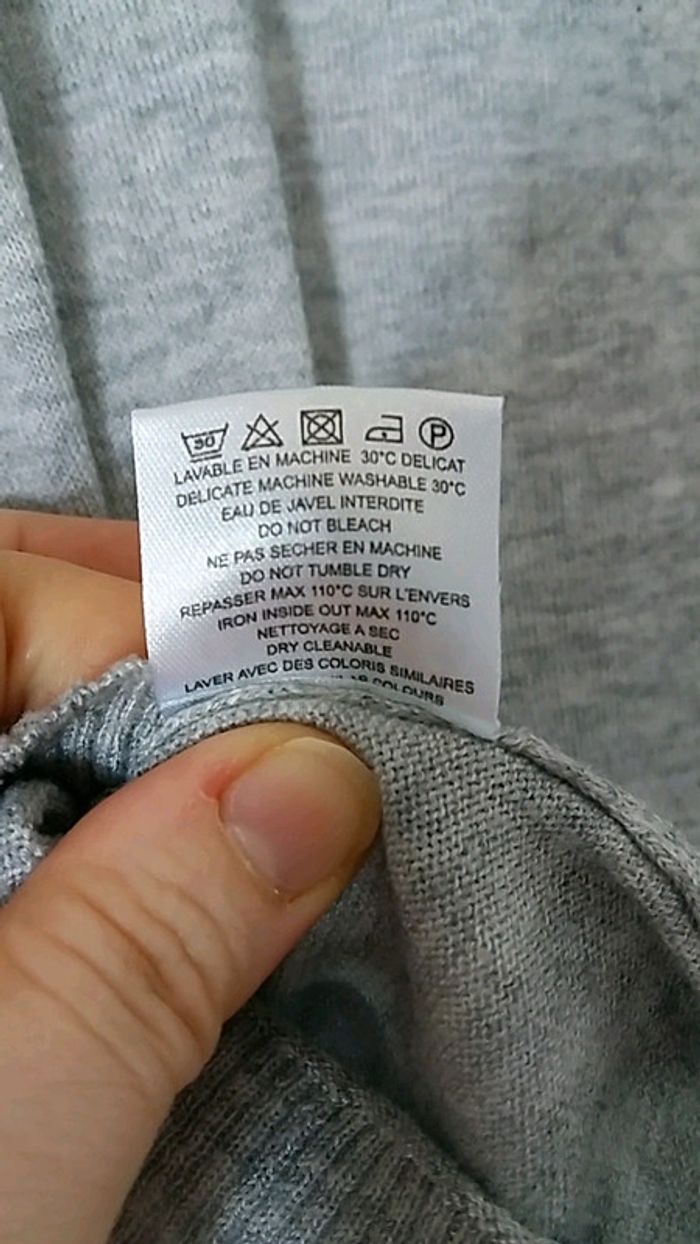 30
P
LAVABLE EN MACHINE 30°C DELICAT
DELICATE MACHINE WASHABLE 30°C
EAU DE JAVEL INTERDITE
DO NOT BLEACH
NE PAS SECHER EN MACHINE
DO NOT TUMBLE DRY
REPASSER MAX 110°C SUR L'ENVERS
IRON INSIDE OUT MAX 110°C
NETTOYAGE A SEC
DRY CLEANABLE
LAVER AVEC DES COLORIS SIMILAIRES
COLOURS